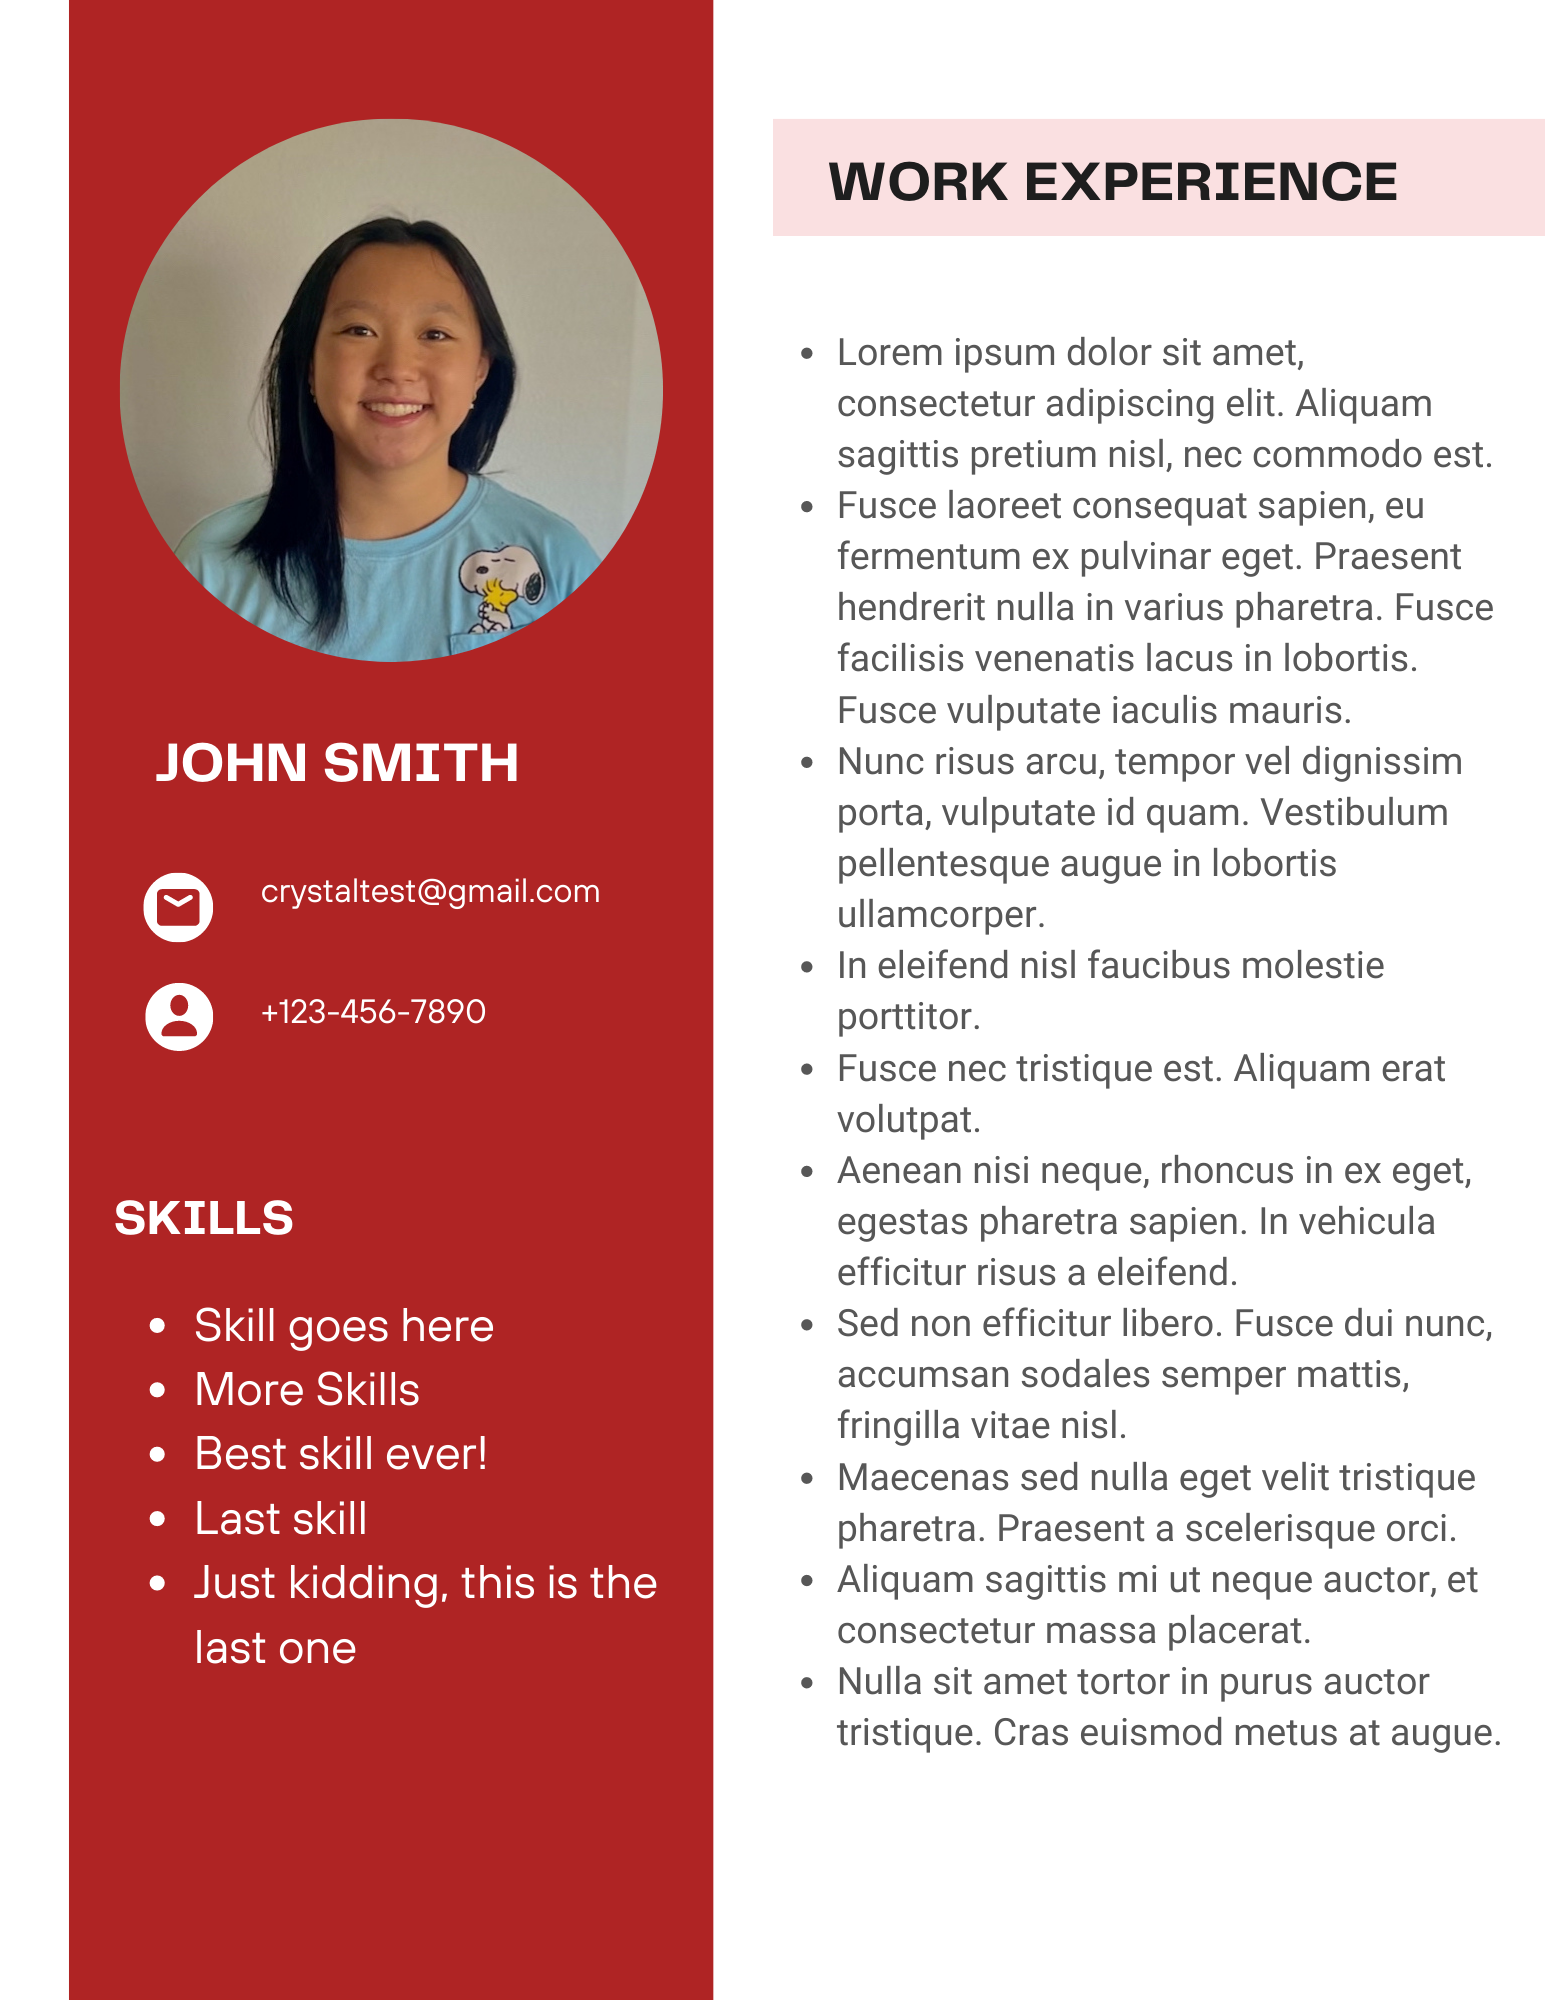 JOHN SMITH
crystaltest@gmail.com
+123-456-7890
SKILLS
• Skill goes here
• More Skills
• Best skill ever!
• Last skill
• Just kidding, this is the
last one
WORK EXPERIENCE
• Lorem ipsum dolor sit amet,
consectetur adipiscing elit. Aliquam
sagittis pretium nisl, nec commodo est.
• Fusce laoreet consequat sapien, eu
fermentum ex pulvinar eget. Praesent
hendrerit nulla in varius pharetra. Fusce
facilisis venenatis lacus in lobortis.
Fusce vulputate iaculis mauris.
• Nunc risus arcu, tempor vel dignissim
porta, vulputate id quam. Vestibulum
pellentesque augue in lobortis
ullamcorper.
• In eleifend nisl faucibus molestie
porttitor.
• Fusce nec tristique est. Aliquam erat
volutpat.
• Aenean nisi neque, rhoncus in ex eget,
egestas pharetra sapien. In vehicula
efficitur risus a eleifend.
• Sed non efficitur libero. Fusce dui nunc,
accumsan sodales semper mattis,
fringilla vitae nisl.
• Maecenas sed nulla eget velit tristique
pharetra. Praesent a scelerisque orci.
• Aliquam sagittis mi ut neque auctor, et
consectetur massa placerat.
• Nulla sit amet tortor in purus auctor
tristique. Cras euismod metus at augue.